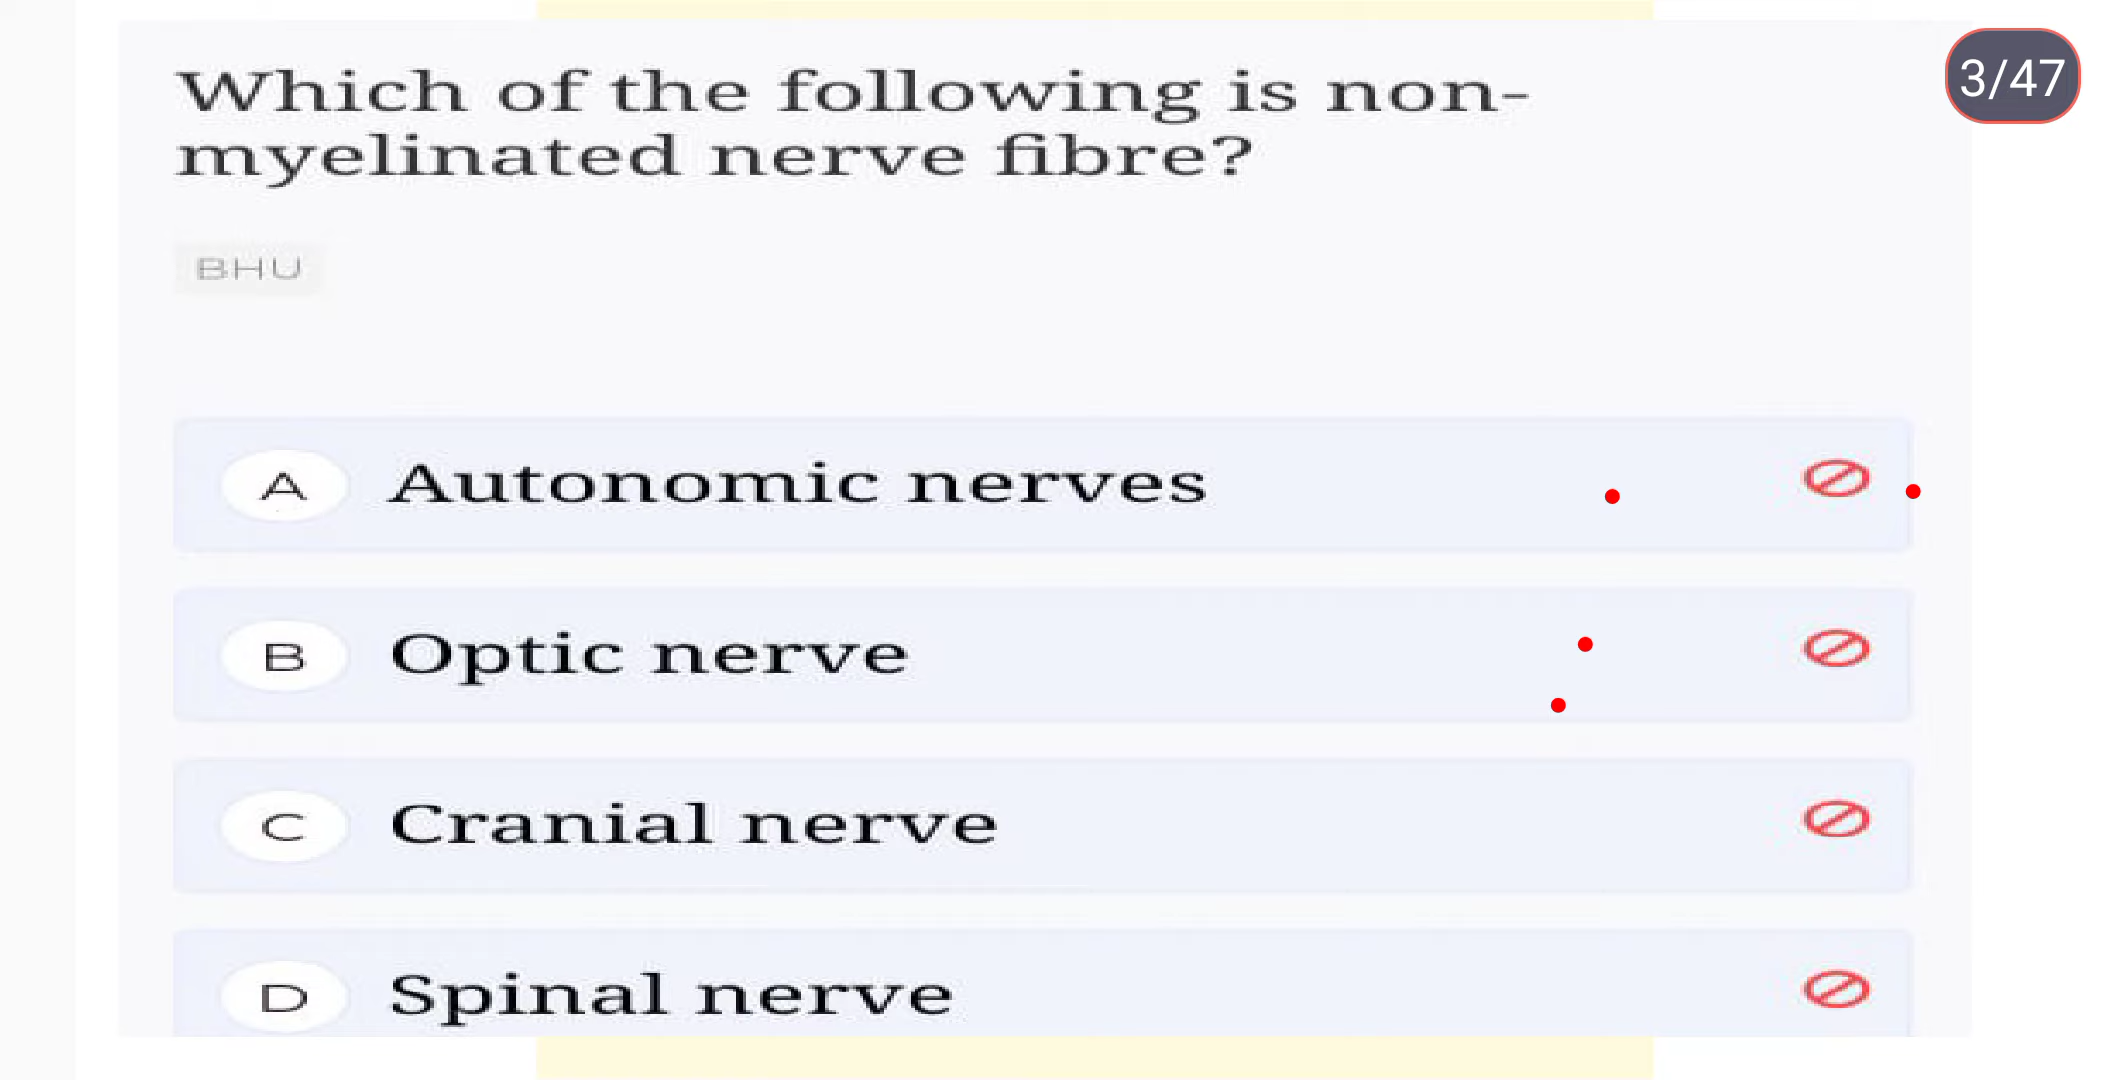 Which of the following is non-
myelinated nerve fibre?
3/47
BHU
A Autonomic nerves
B Optic nerve
C Cranial nerve
D Spinal nerve